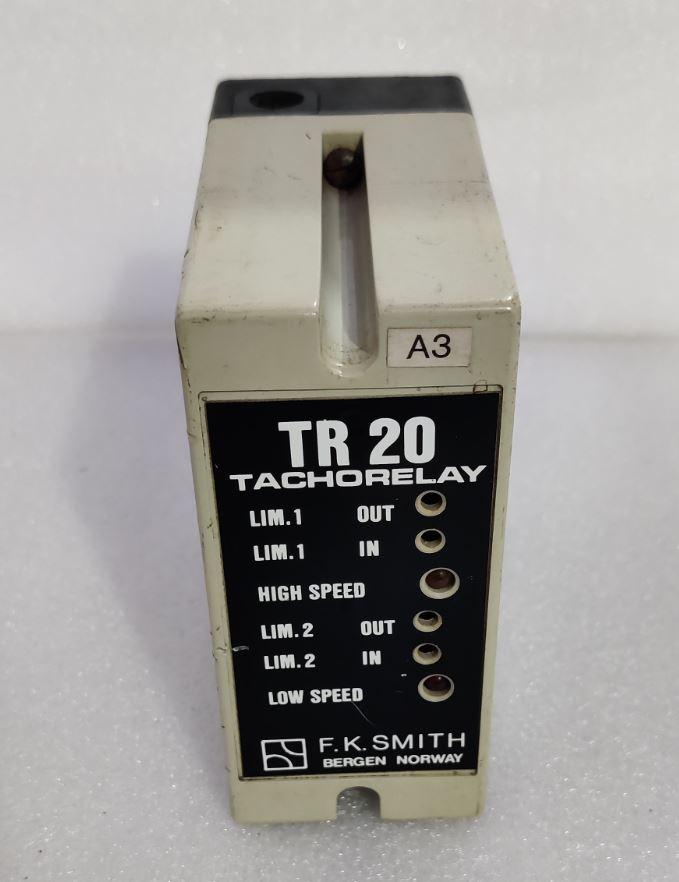 A3
TR 20
TACHORELAY
LIM.1 OUT
LIM.1 IN
HIGH SPEED
LIM.2 OUT
LIM.2 IN
LOW SPEED
F.K.SMITH
BERGEN NORWAY